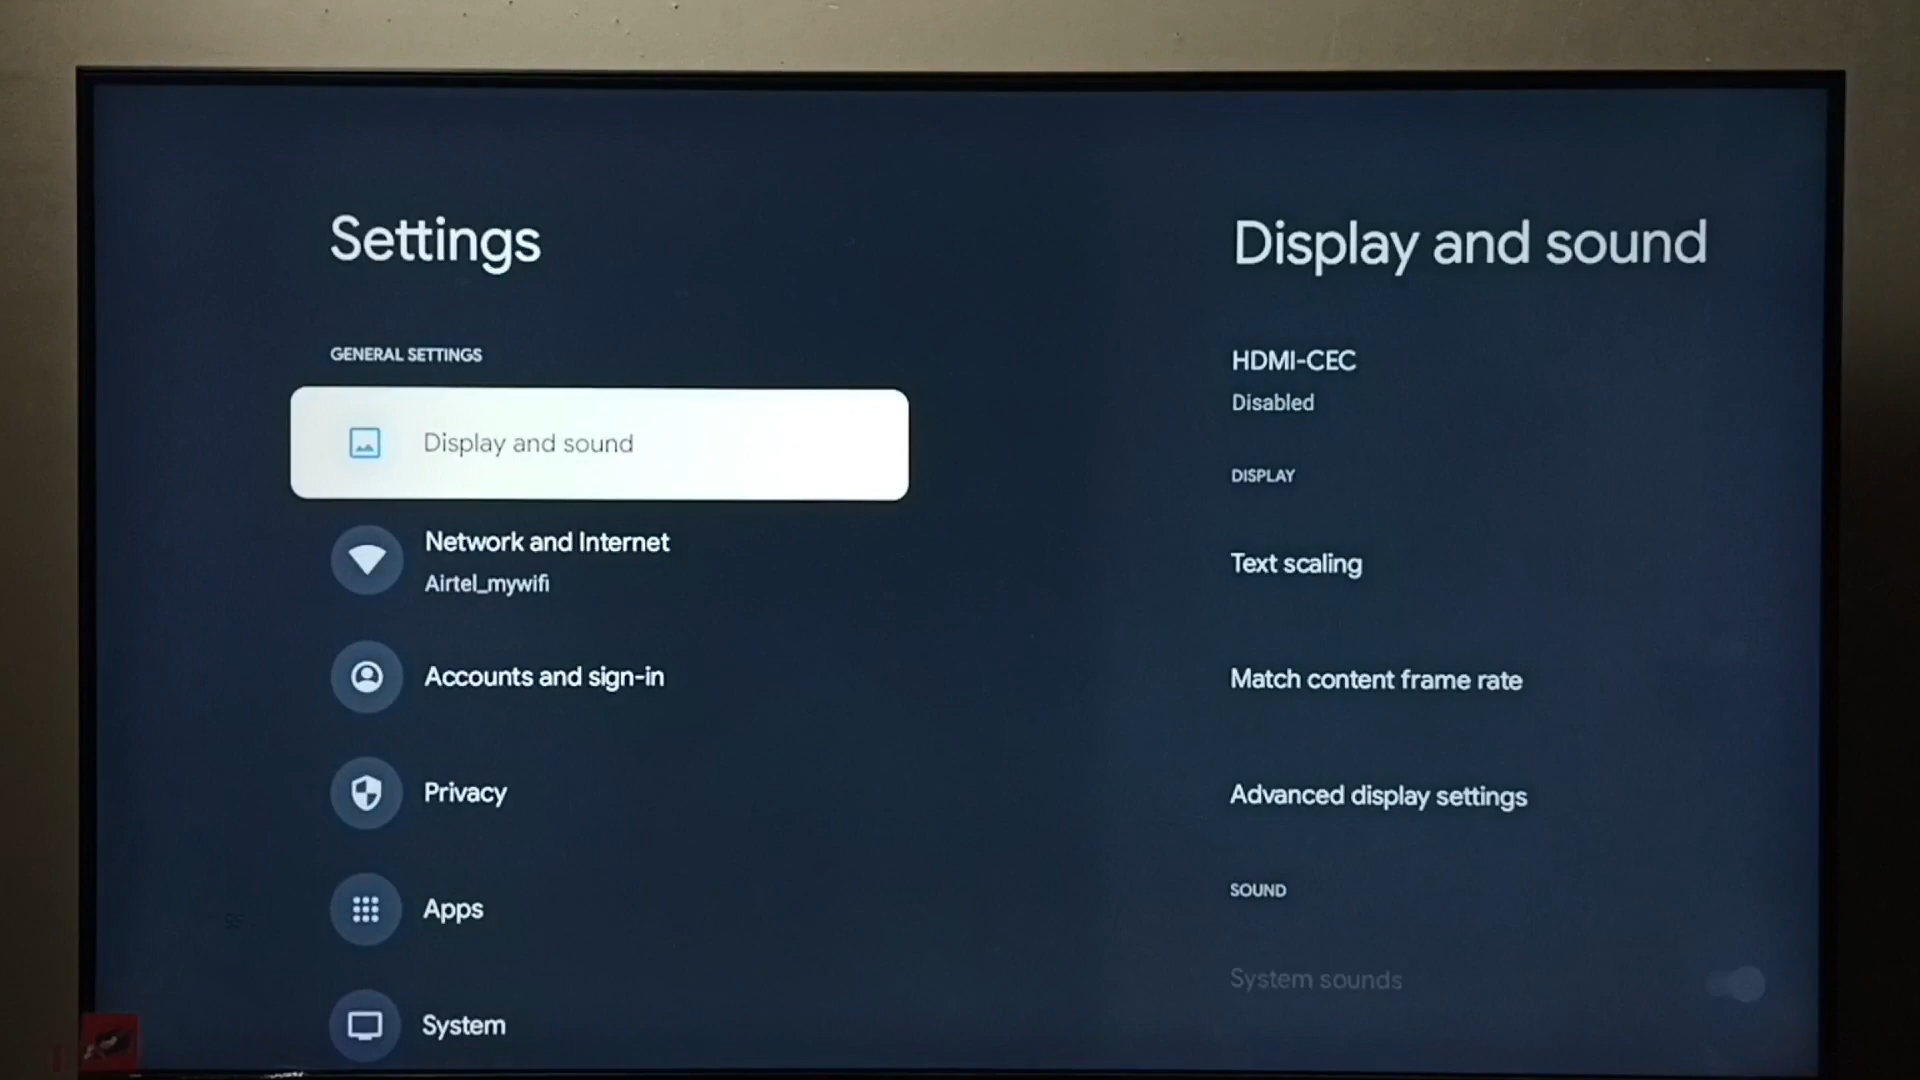 Settings
GENERAL SETTINGS
Display and sound
Network and Internet
Airtel_mywifi
Accounts and sign-in
Privacy
Apps
System
Display and sound
HDMI-CEC
Disabled
DISPLAY
Text scaling
Match content frame rate
Advanced display settings
SOUND
System sounds